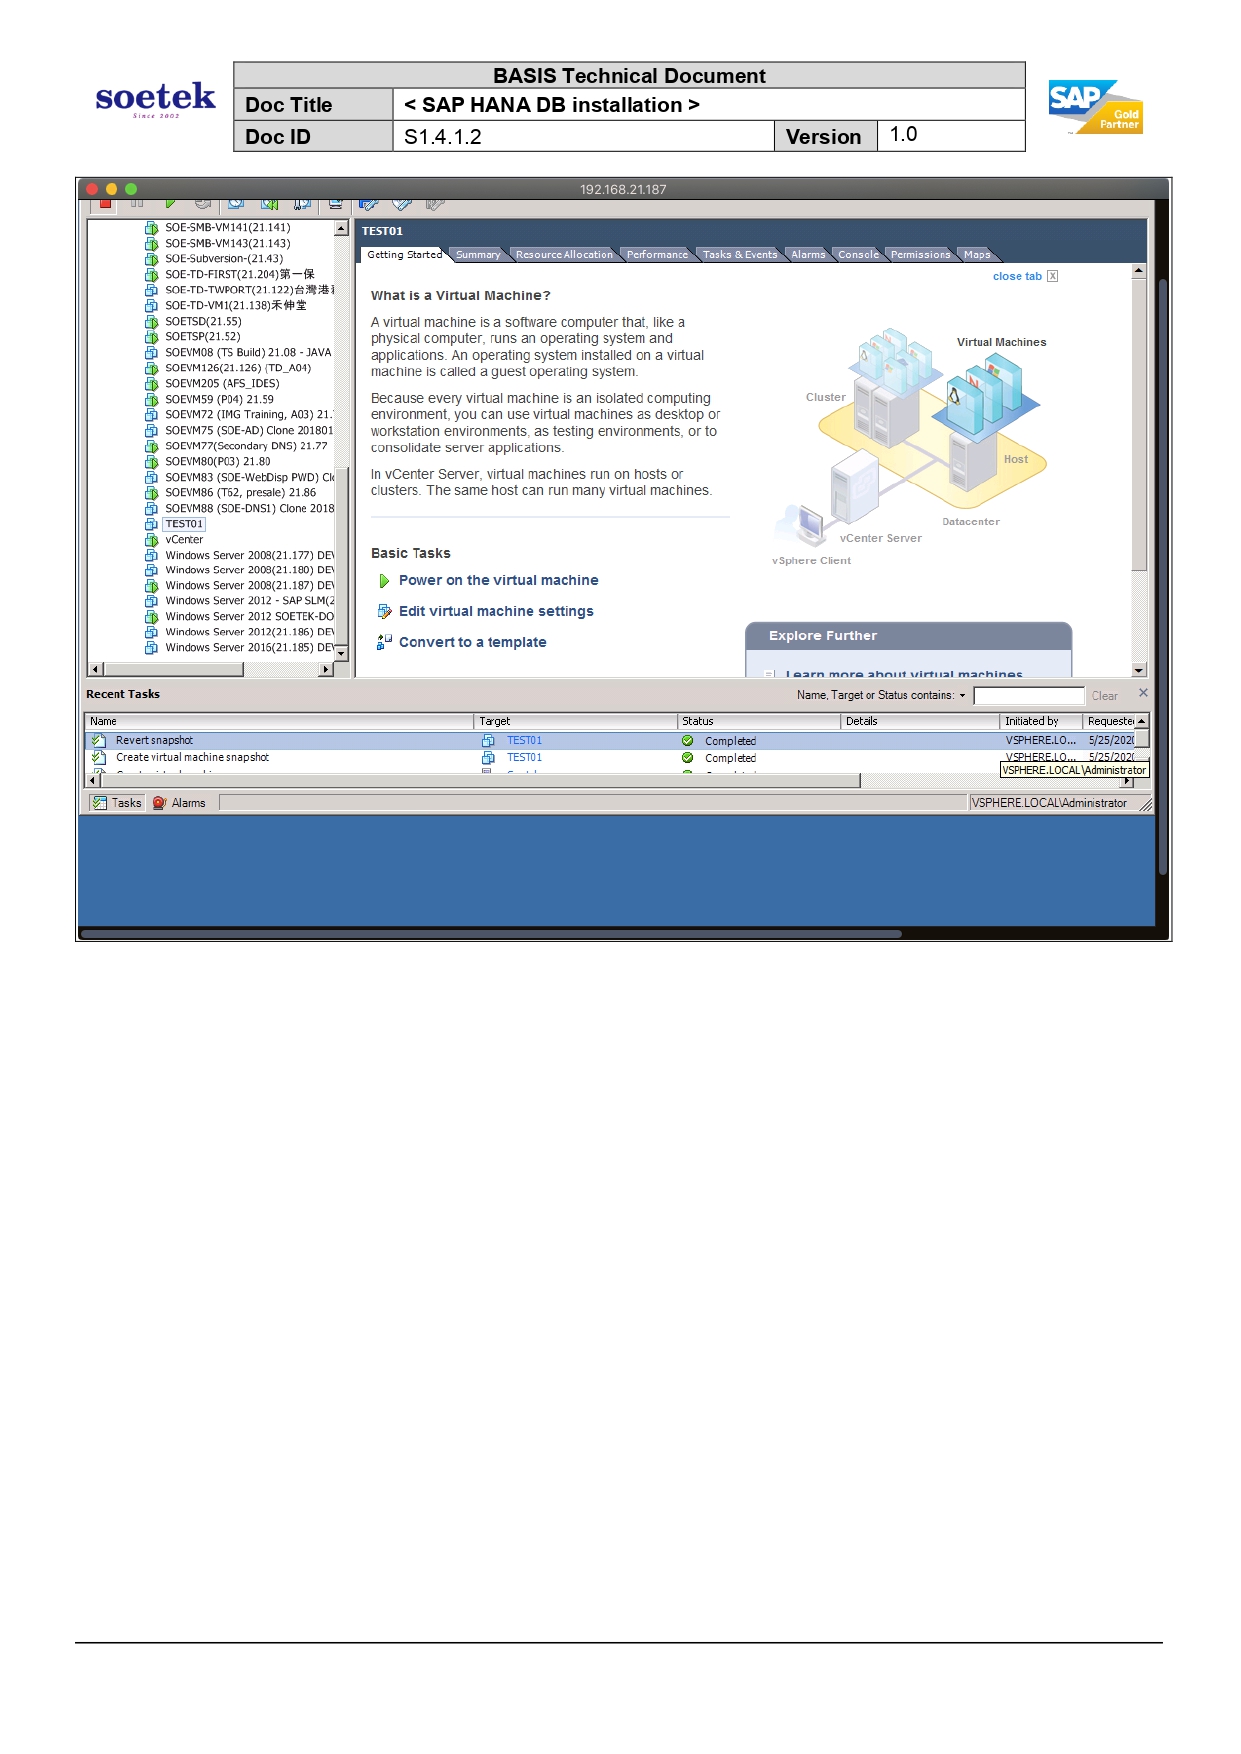 soetek
Since 2002
BASIS Technical Document
Doc Title < SAP HANA DB installation >
Doc ID S1.4.1.2 Version 1.0
SAP Gold Partner
192.168.21.187
SOE-SMB-VM141(21.141)
SOE-SMB-VM143(21.143)
SOE-Subversion-(21.43)
SOE-TD-FIRST(21.204)第一保
SOE-TD-TWPORT(21.122)台灣港
SOE-TD-VM1(21.138)禾伸堂
SOETSD(21.55)
SOETSP(21.52)
SOEVM08 (TS Build) 21.08 - JAVA
SOEVM126(21.126) (TD_A04)
SOEVM205 (AFS_IDES)
SOEVM59 (P04) 21.59
SOEVM72 (IMG Training, A03) 21.
SOEVM75 (SOE-AD) Clone 201801
SOEVM77(Secondary DNS) 21.77
SOEVM80(P03) 21.80
SOEVM83 (SOE-WebDisp PWD) Clo
SOEVM86 (T62, presale) 21.86
SOEVM88 (SOE-DNS1) Clone 2018
TEST01
vCenter
Windows Server 2008(21.177) DEV
Windows Server 2008(21.180) DEV
Windows Server 2008(21.187) DEV
Windows Server 2012 - SAP SLM(2
Windows Server 2012 SOETEK-DO
Windows Server 2012(21.186) DEV
Windows Server 2016(21.185) DEV
TEST01
Getting Started Summary Resource Allocation Performance Tasks & Events Alarms Console Permissions Maps
close tab X
What is a Virtual Machine?
A virtual machine is a software computer that, like a
physical computer, runs an operating system and
applications. An operating system installed on a virtual
machine is called a guest operating system.
Because every virtual machine is an isolated computing
environment, you can use virtual machines as desktop or
workstation environments, as testing environments, or to
consolidate server applications.
In vCenter Server, virtual machines run on hosts or
clusters. The same host can run many virtual machines.
Virtual Machines
Cluster
Host
Datacenter
vCenter Server
vSphere Client
Basic Tasks
Power on the virtual machine
Edit virtual machine settings
Convert to a template
Explore Further
Learn more about virtual machines
Recent Tasks Name, Target or Status contains: Clear
Name Target Status Details Initiated by Requested
Revert snapshot TEST01 Completed VSPHERE.LO... 5/25/2020
Create virtual machine snapshot TEST01 Completed VSPHERE.LO... 5/25/2020
VSPHERE.LOCAL\Administrator
Tasks Alarms VSPHERE.LOCAL\Administrator